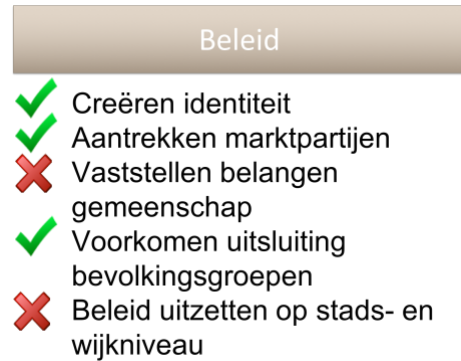 Beleid
Creëren identiteit
Aantrekken marktpartijen
Vaststellen belangen
gemeenschap
Voorkomen uitsluiting
bevolkingsgroepen
Beleid uitzetten op stads- en
wijkniveau